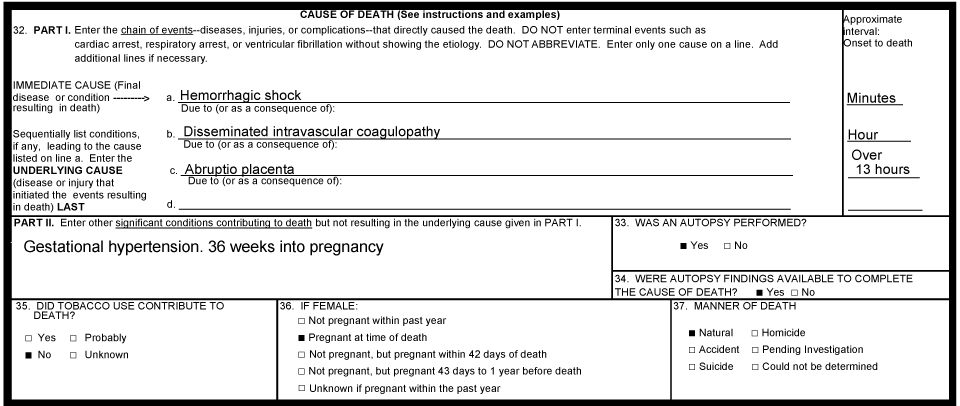 CAUSE OF DEATH (See instructions and examples)
32. PART I. Enter the chain of events--diseases, injuries, or complications--that directly caused the death. DO NOT enter terminal events such as
cardiac arrest, respiratory arrest, or ventricular fibrillation without showing the etiology. DO NOT ABBREVIATE. Enter only one cause on a line. Add
additional lines if necessary.
Approximate
interval:
Onset to death
IMMEDIATE CAUSE (Final
disease or condition --------->
resulting in death)
a. Hemorrhagic shock
Due to (or as a consequence of):
Minutes
Sequentially list conditions,
if any, leading to the cause
listed on line a. Enter the
UNDERLYING CAUSE
(disease or injury that
initiated the events resulting
in death) LAST
b. Disseminated intravascular coagulopathy
Due to (or as a consequence of):
Hour
c. Abruptio placenta
Due to (or as a consequence of):
Over
13 hours
d.
PART II. Enter other significant conditions contributing to death but not resulting in the underlying cause given in PART I.
Gestational hypertension. 36 weeks into pregnancy
33. WAS AN AUTOPSY PERFORMED?
■ Yes □ No
34. WERE AUTOPSY FINDINGS AVAILABLE TO COMPLETE
THE CAUSE OF DEATH? ■ Yes □ No
35. DID TOBACCO USE CONTRIBUTE TO
DEATH?
□ Yes □ Probably
■ No □ Unknown
36. IF FEMALE:
□ Not pregnant within past year
■ Pregnant at time of death
□ Not pregnant, but pregnant within 42 days of death
□ Not pregnant, but pregnant 43 days to 1 year before death
□ Unknown if pregnant within the past year
37. MANNER OF DEATH
■ Natural □ Homicide
□ Accident □ Pending Investigation
□ Suicide □ Could not be determined